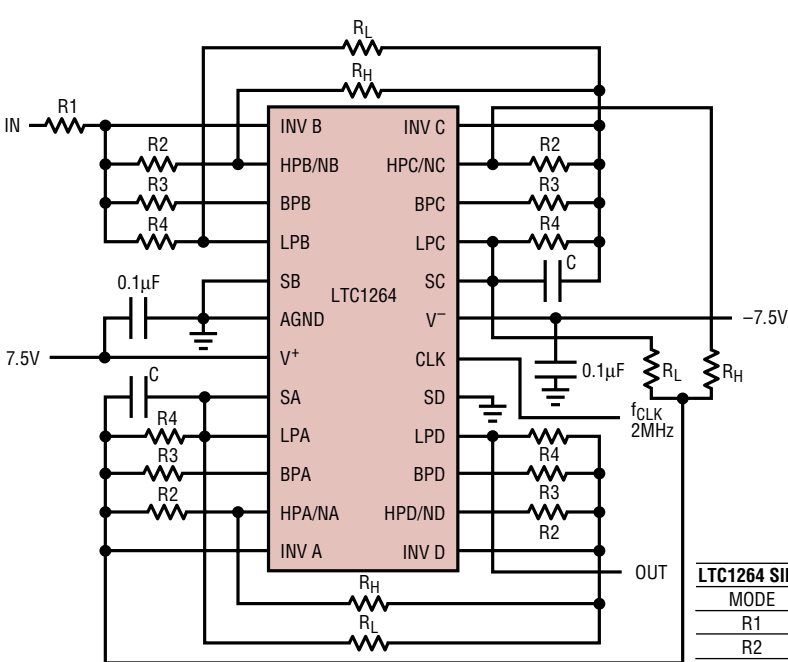 RL
RH
IN
R1
INV B
INV C
R2
HPB/NB
HPC/NC
R2
R3
BPB
BPC
R3
R4
LPB
LPC
R4
0.1µF
SB
SC
C
LTC1264
AGND
V–
–7.5V
7.5V
V+
CLK
0.1µF
RL
RH
C
SA
SD
fCLK
2MHz
R4
LPA
LPD
R4
R3
BPA
BPD
R3
R2
HPA/NA
HPD/ND
R2
INV A
INV D
OUT
RH
RL
MODE
R1
R2